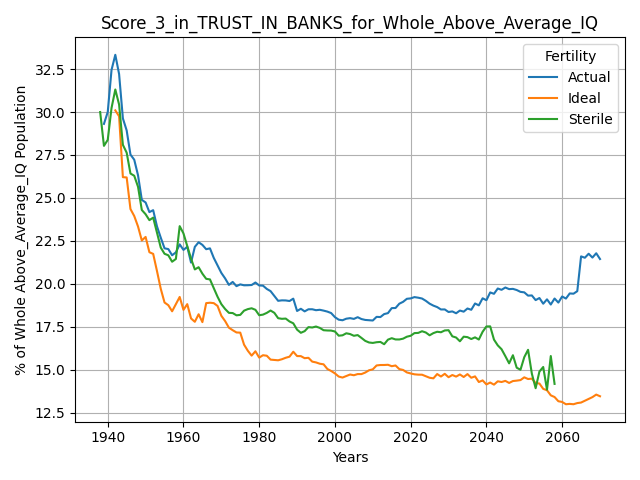 Score_3_in_TRUST_IN_BANKS_for_Whole_Above_Average_IQ
% of Whole Above_Average_IQ Population
32.5
30.0
27.5
25.0
22.5
20.0
17.5
15.0
12.5
Fertility
Actual
Ideal
Sterile
1940
1960
1980
2000
2020
2040
2060
Years